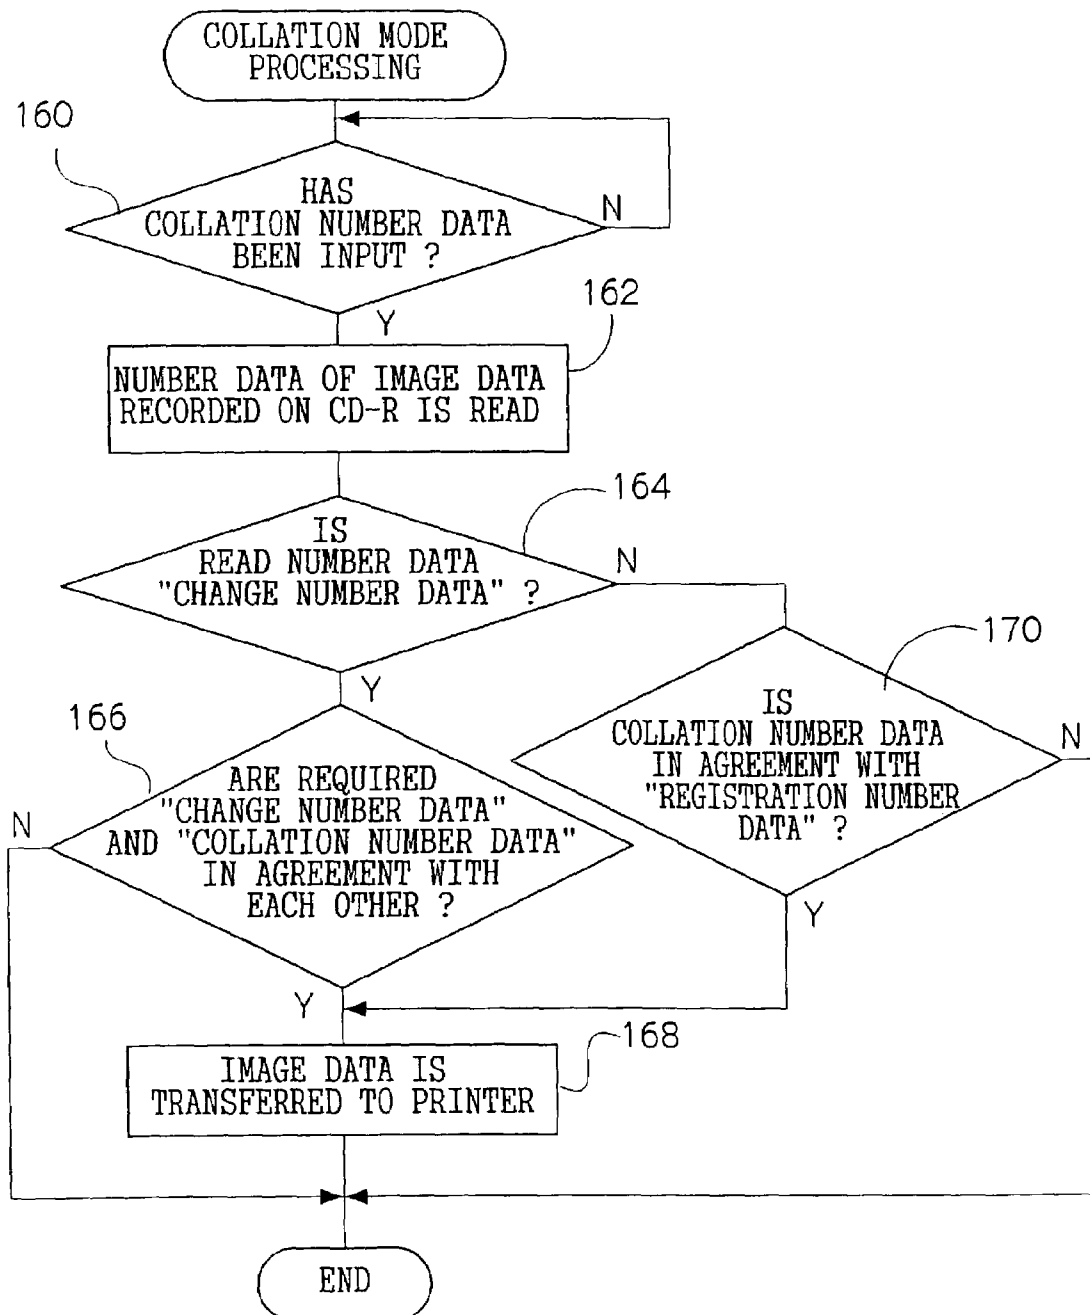 COLLATION MODE
PROCESSING
160
HAS
COLLATION NUMBER DATA
BEEN INPUT ?
N
Y
162
NUMBER DATA OF IMAGE DATA
RECORDED ON CD-R IS READ
164
IS
READ NUMBER DATA
"CHANGE NUMBER DATA" ?
N
Y
170
IS
COLLATION NUMBER DATA
IN AGREEMENT WITH
"REGISTRATION NUMBER
DATA" ?
N
Y
166
ARE REQUIRED
"CHANGE NUMBER DATA"
AND "COLLATION NUMBER DATA"
IN AGREEMENT WITH
EACH OTHER ?
N
Y
168
IMAGE DATA IS
TRANSFERRED TO PRINTER
END